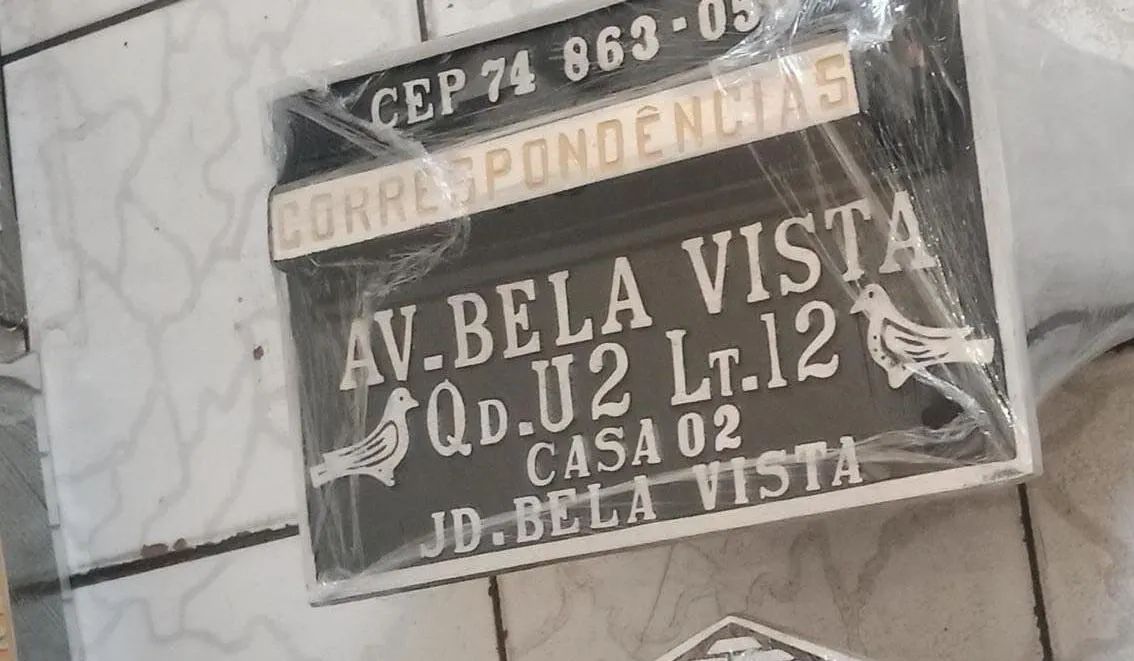 CEP 74 863-05
CORRESPONDÊNCIAS
AV. BELA VISTA
QD. U2 LT. 12
CASA 02
JD. BELA VISTA